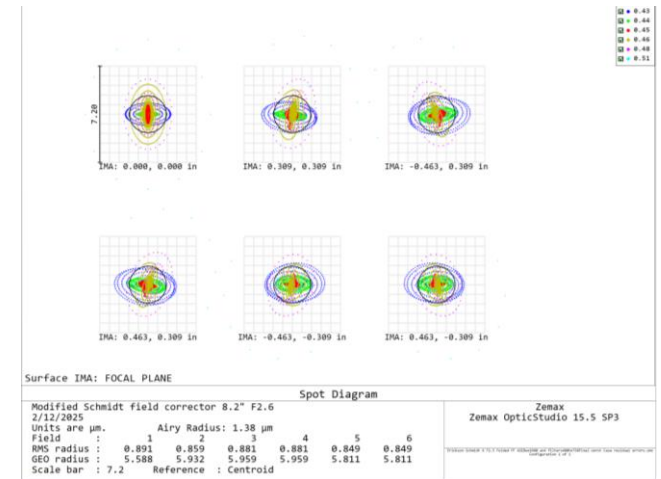 0.43
0.44
0.45
0.46
0.48
0.51
7.20
IMA: 0.000, 0.000 in
IMA: 0.309, 0.309 in
IMA: -0.463, 0.309 in
IMA: 0.463, 0.309 in
IMA: -0.463, -0.309 in
IMA: 0.463, -0.309 in
Surface IMA: FOCAL PLANE
Spot Diagram
Modified Schmidt field corrector 8.2" F2.6
2/12/2025
Units are µm. Airy Radius: 1.38 µm
Field : 1 2 3 4 5 6
RMS radius : 0.891 0.859 0.881 0.881 0.849 0.849
GEO radius : 5.588 5.932 5.959 5.959 5.811 5.811
Scale bar : 7.2 Reference : Centroid
Zemax
Zemax OpticStudio 15.5 SP3
Configuration 1 of 1